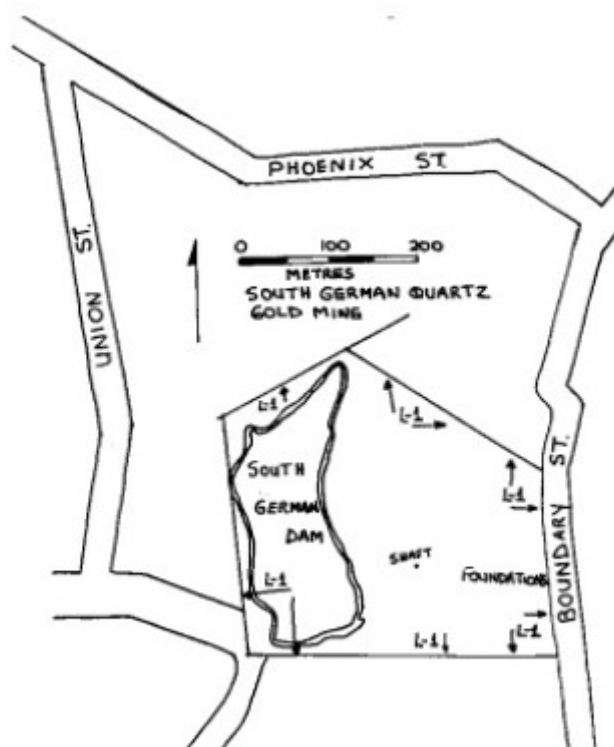 PHOENIX ST.
UNION ST.
0 100 200
METRES
SOUTH GERMAN QUARTZ
GOLD MINE
L-1
L-1
SOUTH
GERMAN
DAM
L-1
SHAFT
FOUNDATIONS
BOUNDARY ST.
L-1
L-1
L-1